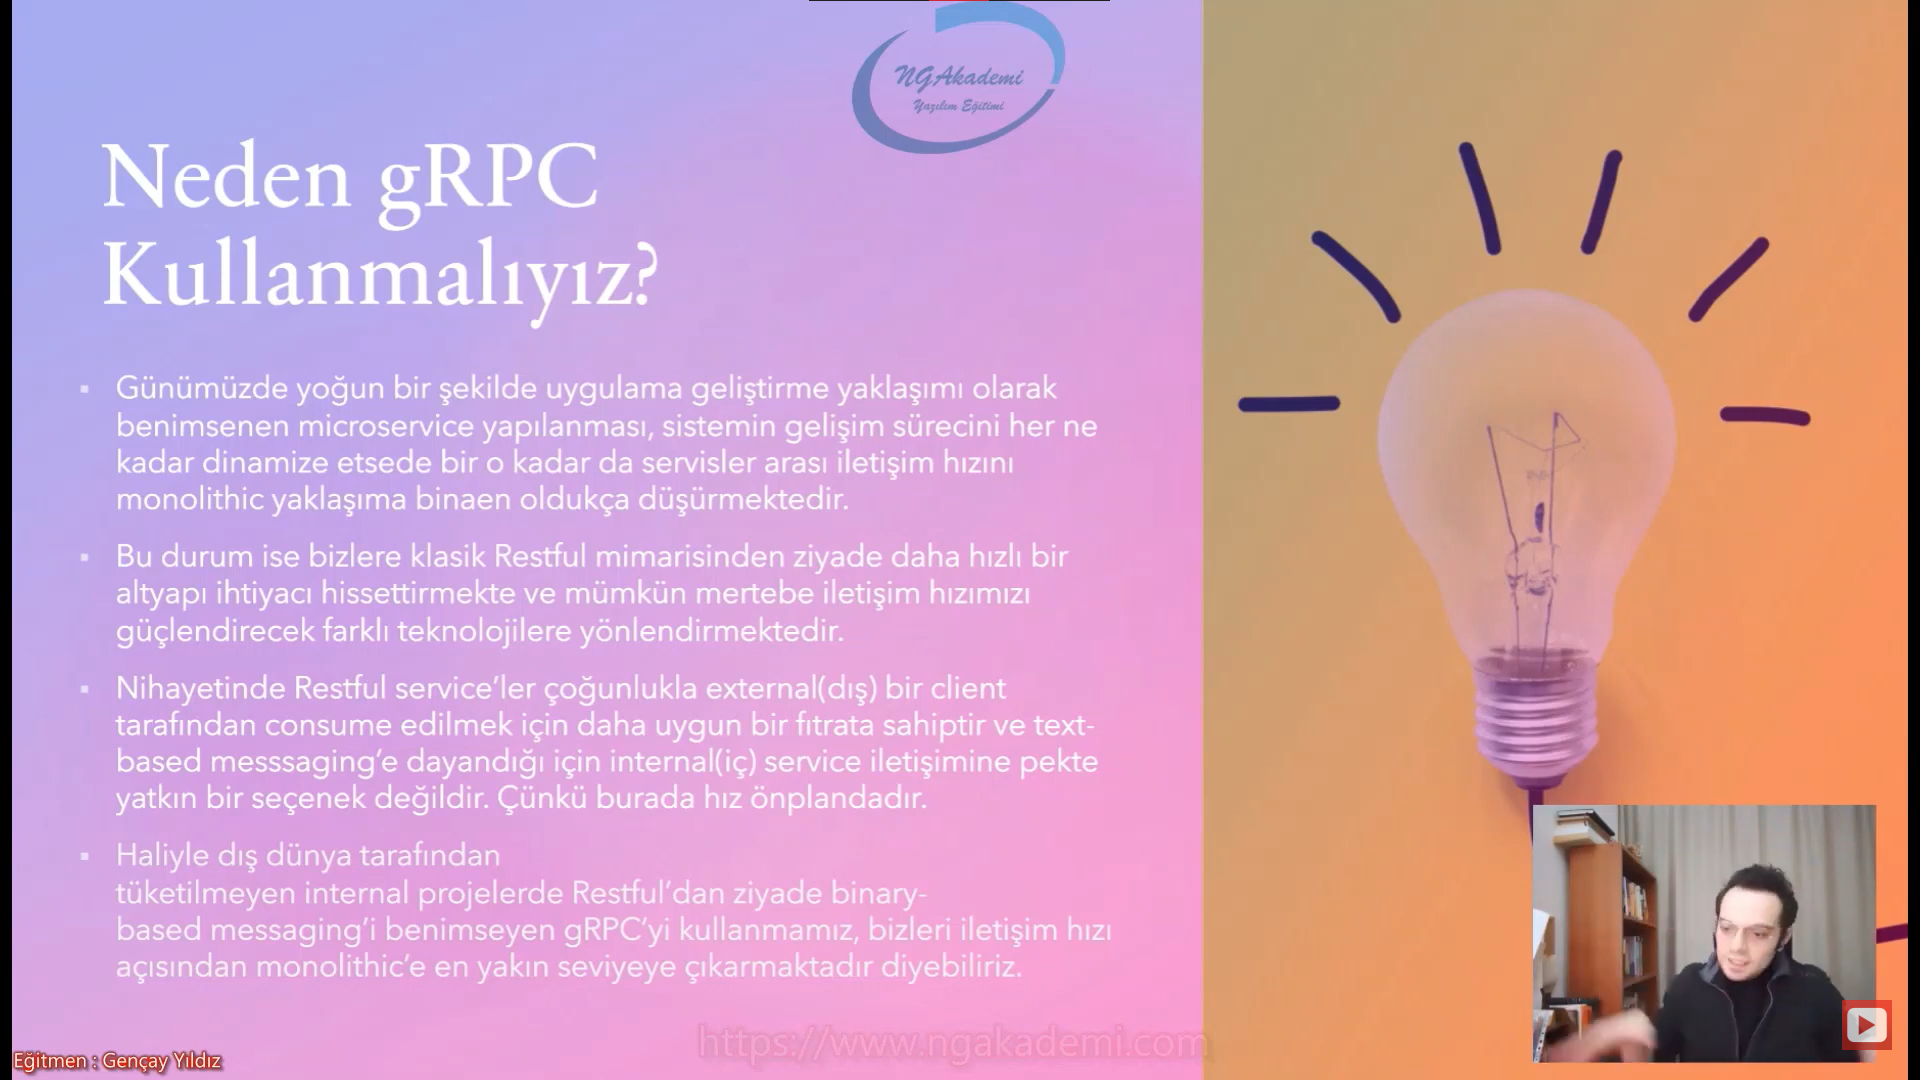 NGAkademi
Yazılım Eğitimi
Neden gRPC
Kullanmalıyız?
▪ Günümüzde yoğun bir şekilde uygulama geliştirme yaklaşımı olarak
benimsenen microservice yapılanması, sistemin gelişim sürecini her ne
kadar dinamize etsede bir o kadar da servisler arası iletişim hızını
monolithic yaklaşıma binaen oldukça düşürmektedir.
▪ Bu durum ise bizlere klasik Restful mimarisinden ziyade daha hızlı bir
altyapı ihtiyacı hissettirmekte ve mümkün mertebe iletişim hızımızı
güçlendirecek farklı teknolojilere yönlendirmektedir.
▪ Nihayetinde Restful service’ler çoğunlukla external(dış) bir client
tarafından consume edilmek için daha uygun bir fıtrata sahiptir ve text-
based messsaging’e dayandığı için internal(iç) service iletişimine pekte
yatkın bir seçenek değildir. Çünkü burada hız önplandadır.
▪ Haliyle dış dünya tarafından
tüketilmeyen internal projelerde Restful’dan ziyade binary-
based messaging’i benimseyen gRPC’yi kullanmamız, bizleri iletişim hızı
açısından monolithic’e en yakın seviyeye çıkarmaktadır diyebiliriz.
https://www.ngakademi.com
Eğitmen : Gençay Yıldız